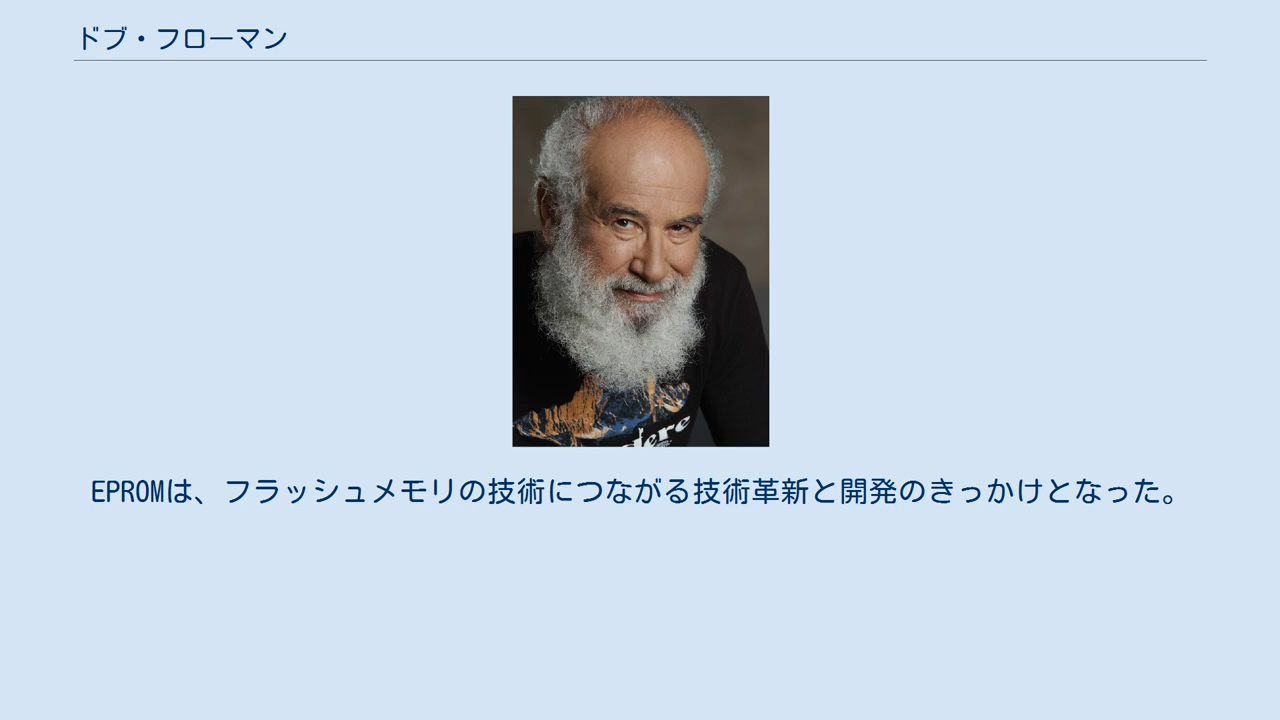 ドブ・フローマン
EPROMは、フラッシュメモリの技術につながる技術革新と開発のきっかけとなった。